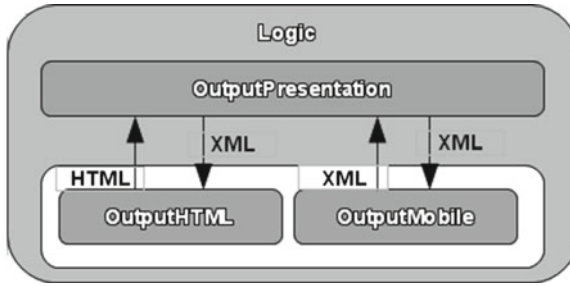 Logic
OutputPresentation
XML
XML
HTML
XML
OutputHTML
OutputMobile